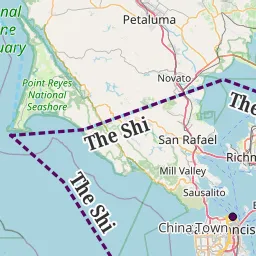 Petaluma
nal
ne
uary
Point Reyes
National
Seashore
Novato
The Shi
The
San Rafael
Richm
Mill Valley
The Shi
Sausalito
China Town
ncis